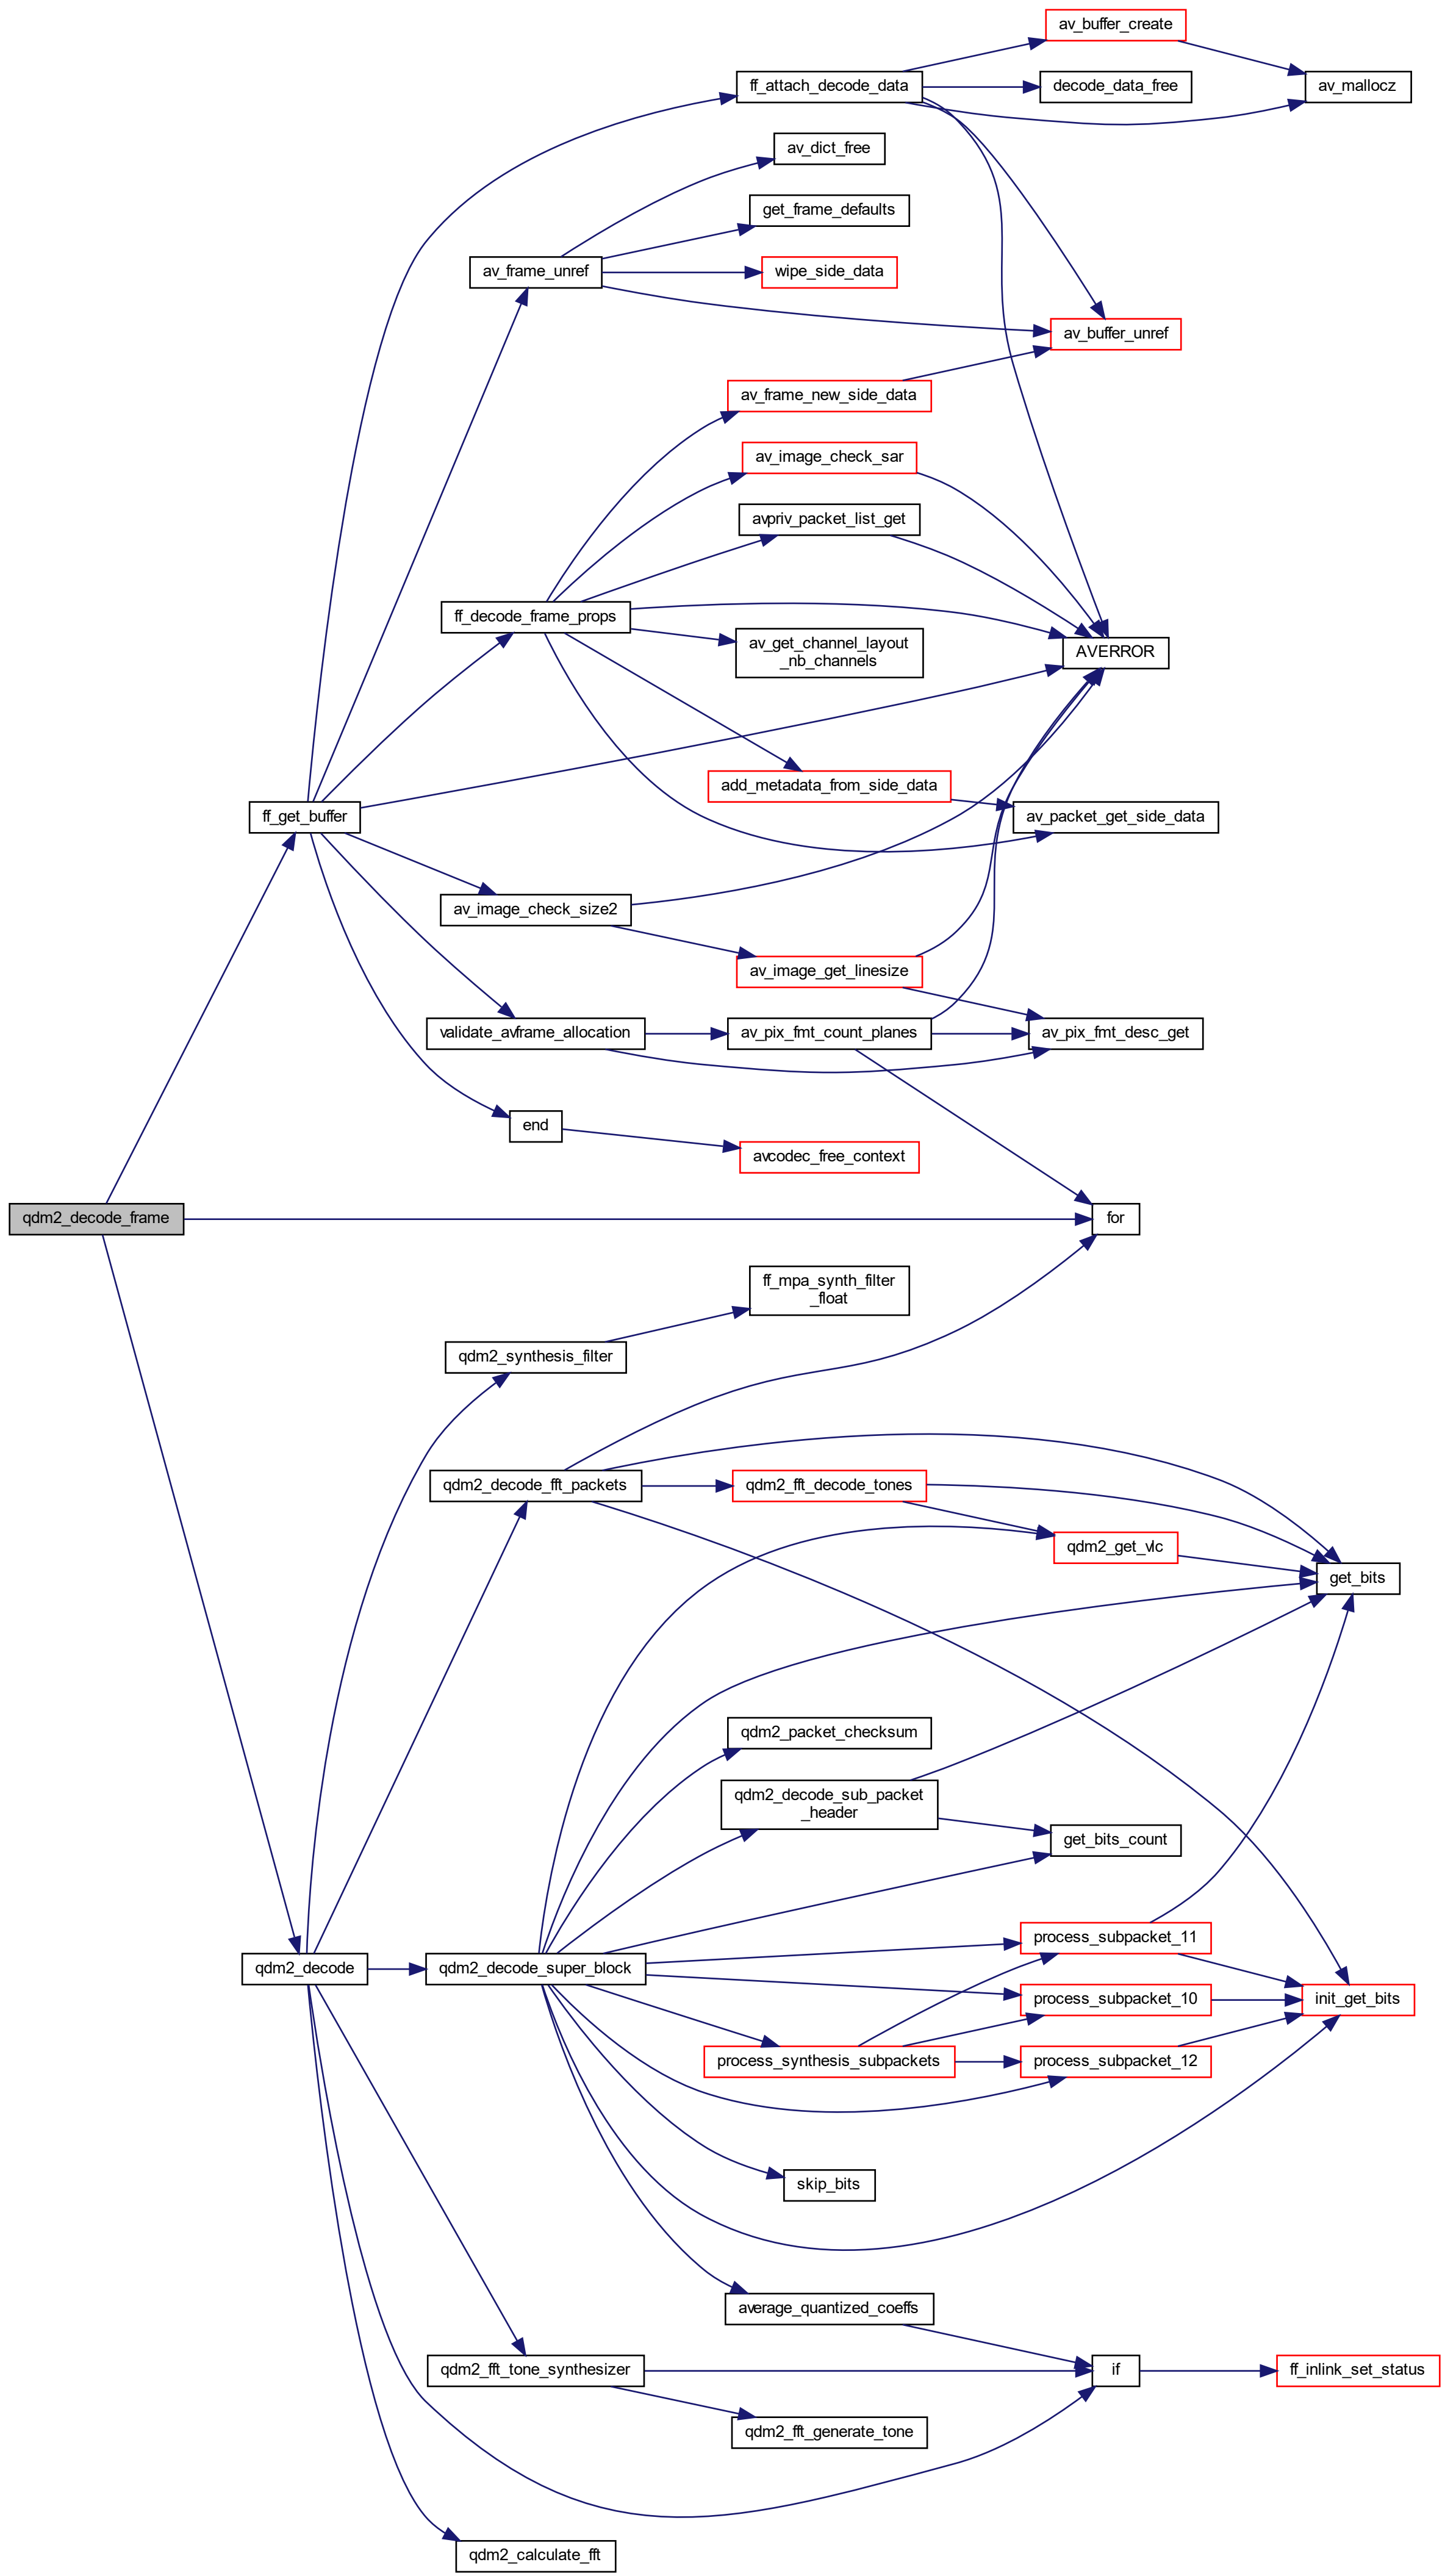 av_buffer_create
ff_attach_decode_data
decode_data_free
av_mallocz
av_dict_free
get_frame_defaults
av_frame_unref
wipe_side_data
av_buffer_unref
av_frame_new_side_data
av_image_check_sar
avpriv_packet_list_get
ff_decode_frame_props
av_get_channel_layout
_nb_channels
AVERROR
add_metadata_from_side_data
ff_get_buffer
av_packet_get_side_data
av_image_check_size2
av_image_get_linesize
validate_avframe_allocation
av_pix_fmt_count_planes
av_pix_fmt_desc_get
end
avcodec_free_context
qdm2_decode_frame
for
ff_mpa_synth_filter
_float
qdm2_synthesis_filter
qdm2_decode_fft_packets
qdm2_fft_decode_tones
qdm2_get_vlc
get_bits
qdm2_packet_checksum
qdm2_decode_sub_packet
_header
get_bits_count
process_subpacket_11
qdm2_decode
qdm2_decode_super_block
process_subpacket_10
init_get_bits
process_synthesis_subpackets
process_subpacket_12
skip_bits
average_quantized_coeffs
qdm2_fft_tone_synthesizer
if
ff_inlink_set_status
qdm2_fft_generate_tone
qdm2_calculate_fft